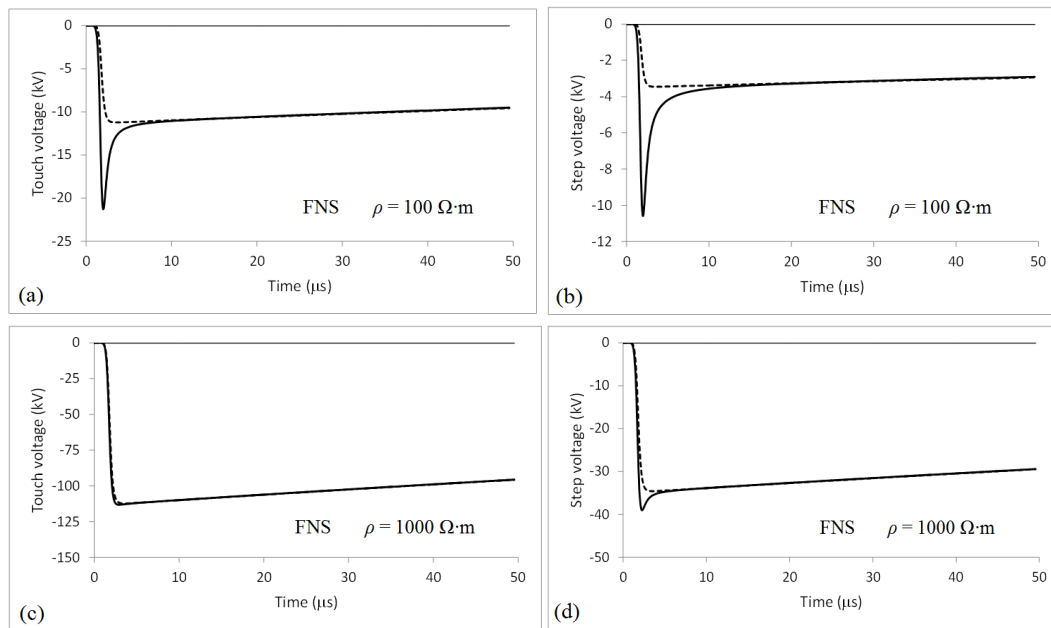 0
-5
-10
-15
-20
-25
Touch voltage (kV)
0 10 20 30 40 50
Time (µs)
FNS ρ = 100 Ω·m
(a)
0
-2
-4
-6
-8
-10
-12
Step voltage (kV)
0 10 20 30 40 50
Time (µs)
FNS ρ = 100 Ω·m
(b)
0
-25
-50
-75
-100
-125
-150
Touch voltage (kV)
0 10 20 30 40 50
Time (µs)
FNS ρ = 1000 Ω·m
(c)
0
-10
-20
-30
-40
-50
Step voltage (kV)
0 10 20 30 40 50
Time (µs)
FNS ρ = 1000 Ω·m
(d)